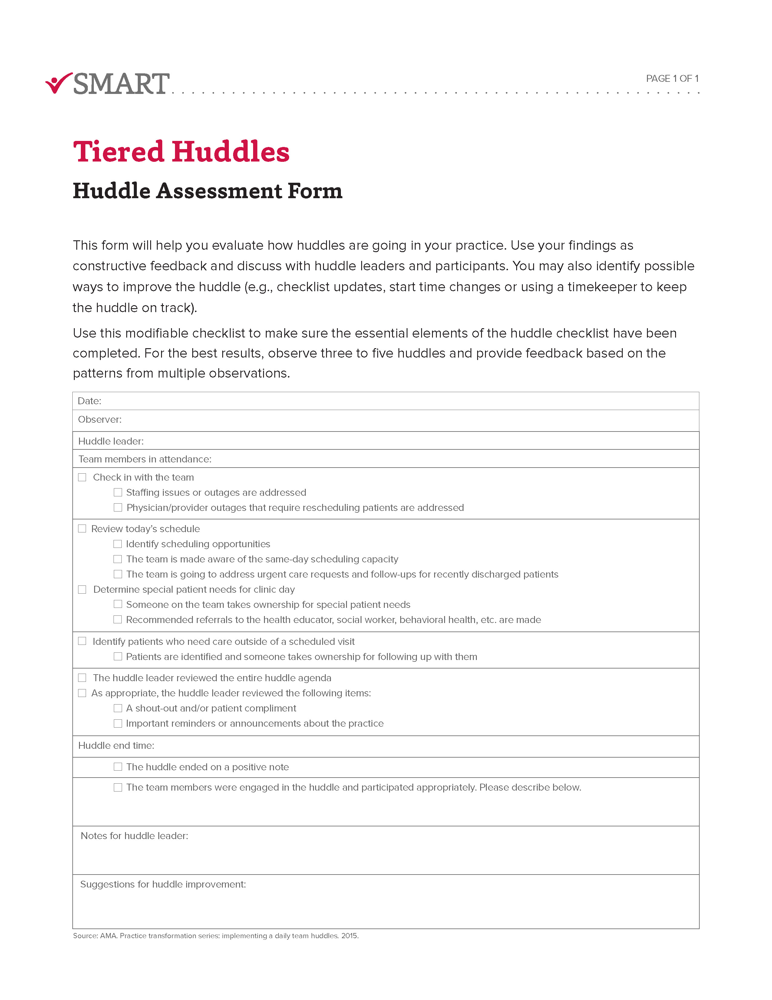 SMART
PAGE 1 OF 1
Tiered Huddles
Huddle Assessment Form
This form will help you evaluate how huddles are going in your practice. Use your findings as
constructive feedback and discuss with huddle leaders and participants. You may also identify possible
ways to improve the huddle (e.g., checklist updates, start time changes or using a timekeeper to keep
the huddle on track).
Use this modifiable checklist to make sure the essential elements of the huddle checklist have been
completed. For the best results, observe three to five huddles and provide feedback based on the
patterns from multiple observations.
Date:
Observer:
Huddle leader:
Team members in attendance:
Check in with the team
Staffing issues or outages are addressed
Physician/provider outages that require rescheduling patients are addressed
Review today’s schedule
Identify scheduling opportunities
The team is made aware of the same-day scheduling capacity
The team is going to address urgent care requests and follow-ups for recently discharged patients
Determine special patient needs for clinic day
Someone on the team takes ownership for special patient needs
Recommended referrals to the health educator, social worker, behavioral health, etc. are made
Identify patients who need care outside of a scheduled visit
Patients are identified and someone takes ownership for following up with them
The huddle leader reviewed the entire huddle agenda
As appropriate, the huddle leader reviewed the following items:
A shout-out and/or patient compliment
Important reminders or announcements about the practice
Huddle end time:
The huddle ended on a positive note
The team members were engaged in the huddle and participated appropriately. Please describe below.
Notes for huddle leader:
Suggestions for huddle improvement:
Source: AMA. Practice transformation series: implementing a daily team huddles. 2015.